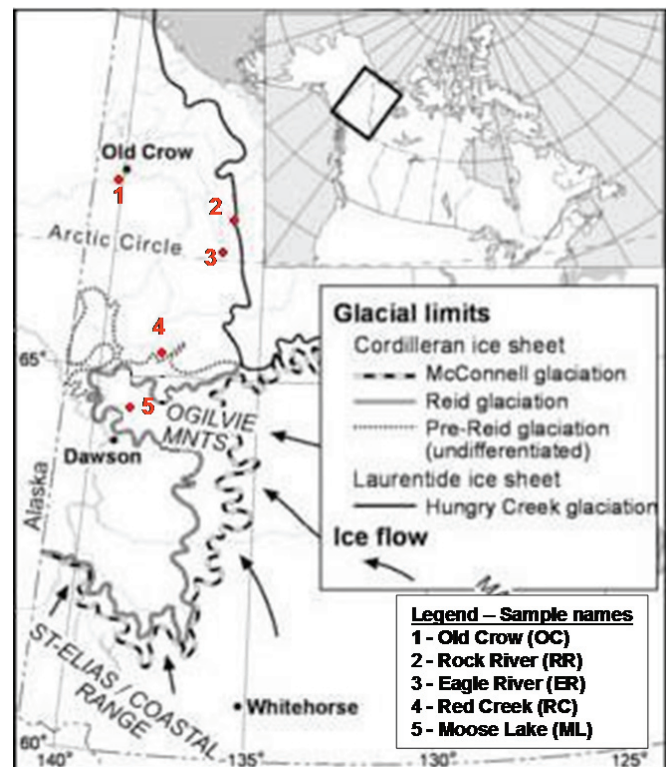 Old Crow
1
2
Arctic Circle
3
4
65°
5
OGILVIE
MNTS
Dawson
Alaska
ST-ELIAS / COASTAL
RANGE
Whitehorse
60°
140°
135°
130°
125°
Glacial limits
Cordilleran ice sheet
McConnell glaciation
Reid glaciation
Pre-Reid glaciation
(undifferentiated)
Laurentide ice sheet
Hungry Creek glaciation
Ice flow
Legend – Sample names
1 - Old Crow (OC)
2 - Rock River (RR)
3 - Eagle River (ER)
4 - Red Creek (RC)
5 - Moose Lake (ML)